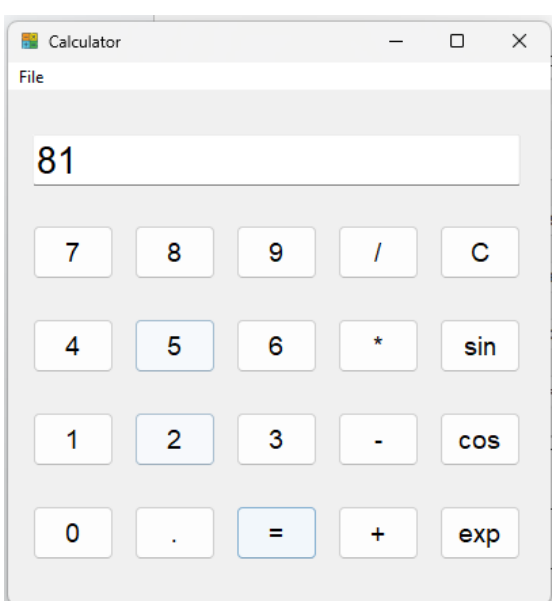 Calculator
File
81
7 8 9 / C
4 5 6 * sin
1 2 3 - cos
0 . = + exp